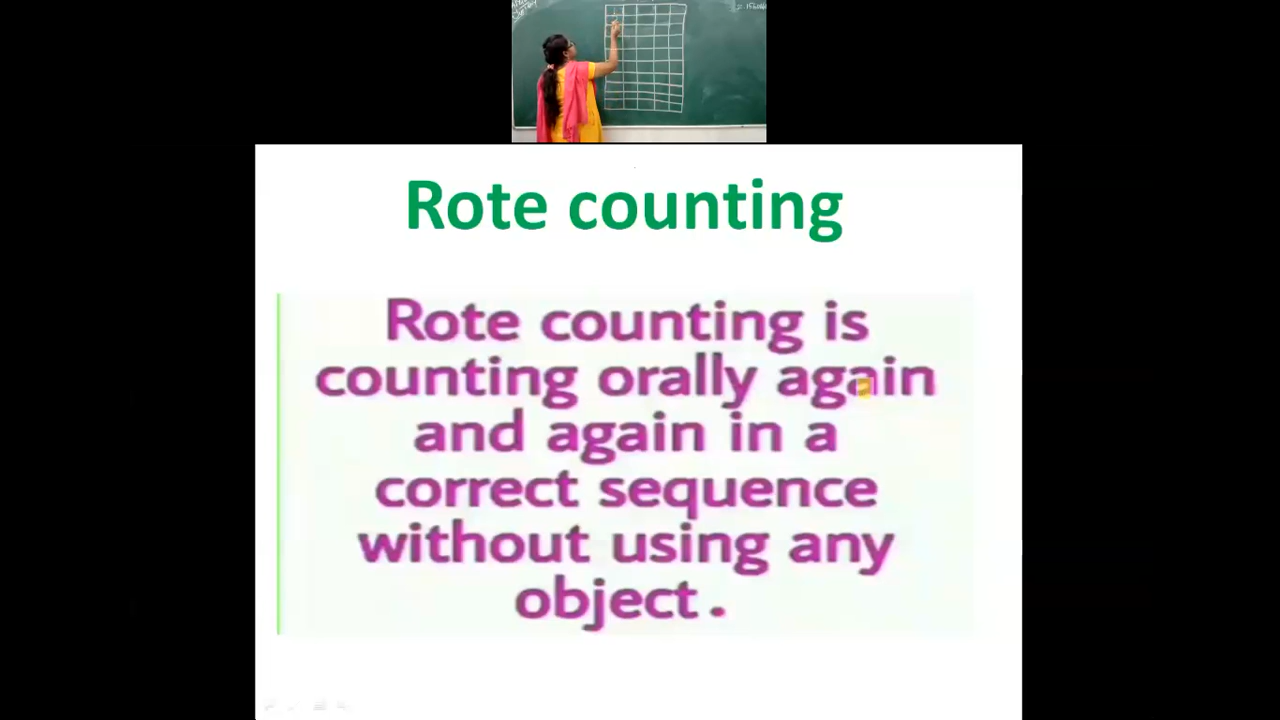 Rote counting
Rote counting is
counting orally again
and again in a
correct sequence
without using any
object.